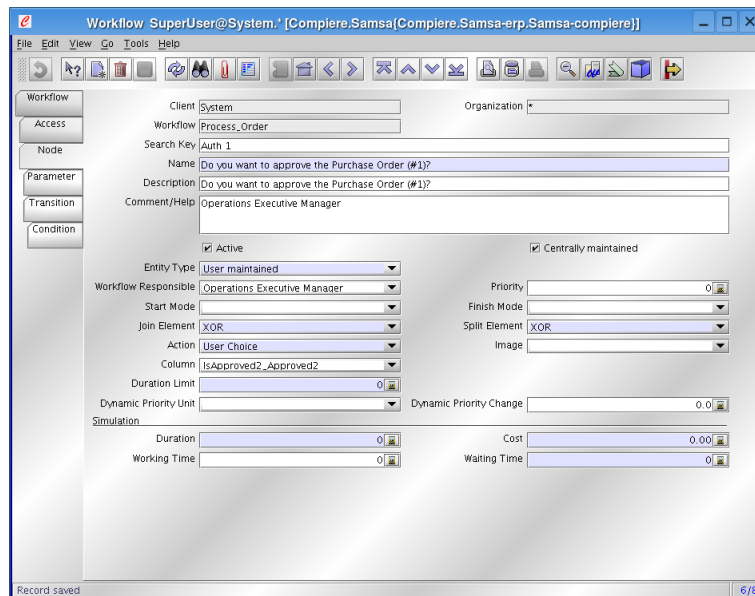 Workflow SuperUser@System.* [Compiere.Samsa{Compiere.Samsa-erp.Samsa-compiere}]
File Edit View Go Tools Help
Workflow
Access
Node
Parameter
Transition
Condition
Client System Organization *
Workflow Process_Order
Search Key Auth 1
Name Do you want to approve the Purchase Order (#1)?
Description Do you want to approve the Purchase Order (#1)?
Comment/Help Operations Executive Manager
Active Centrally maintained
Entity Type User maintained
Workflow Responsible Operations Executive Manager Priority 0
Start Mode Finish Mode
Join Element XOR Split Element XOR
Action User Choice Image
Column IsApproved2_Approved2
Duration Limit 0
Dynamic Priority Unit Dynamic Priority Change 0.0
Simulation
Duration 0 Cost 0.00
Working Time 0 Waiting Time 0
Record saved 6/8